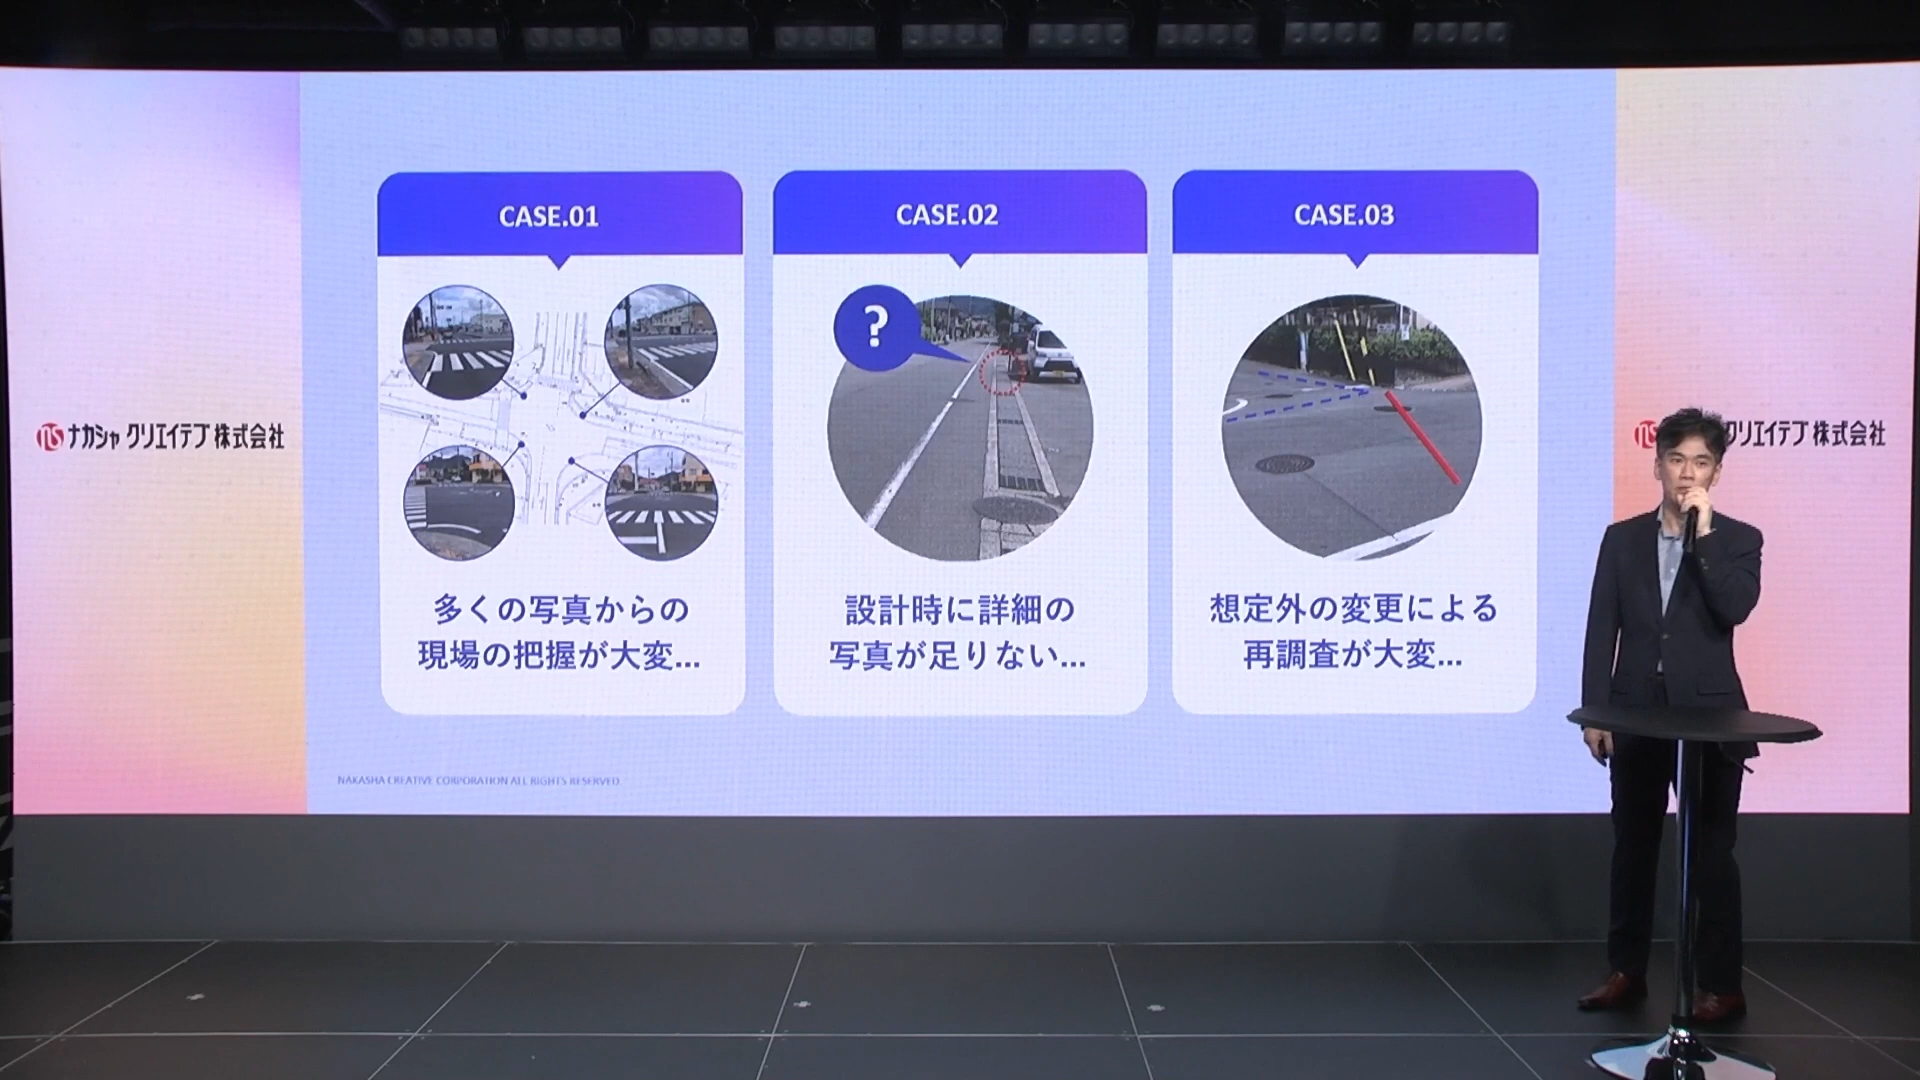 CASE.01
CASE.02
CASE.03
?
多くの写真からの
現場の把握が大変...
設計時に詳細の
写真が足りない...
想定外の変更による
再調査が大変...
ナカシャ クリエイテブ 株式会社
クリエイテブ 株式会社
NAKASHA CREATIVE CORPORATION ALL RIGHTS RESERVED